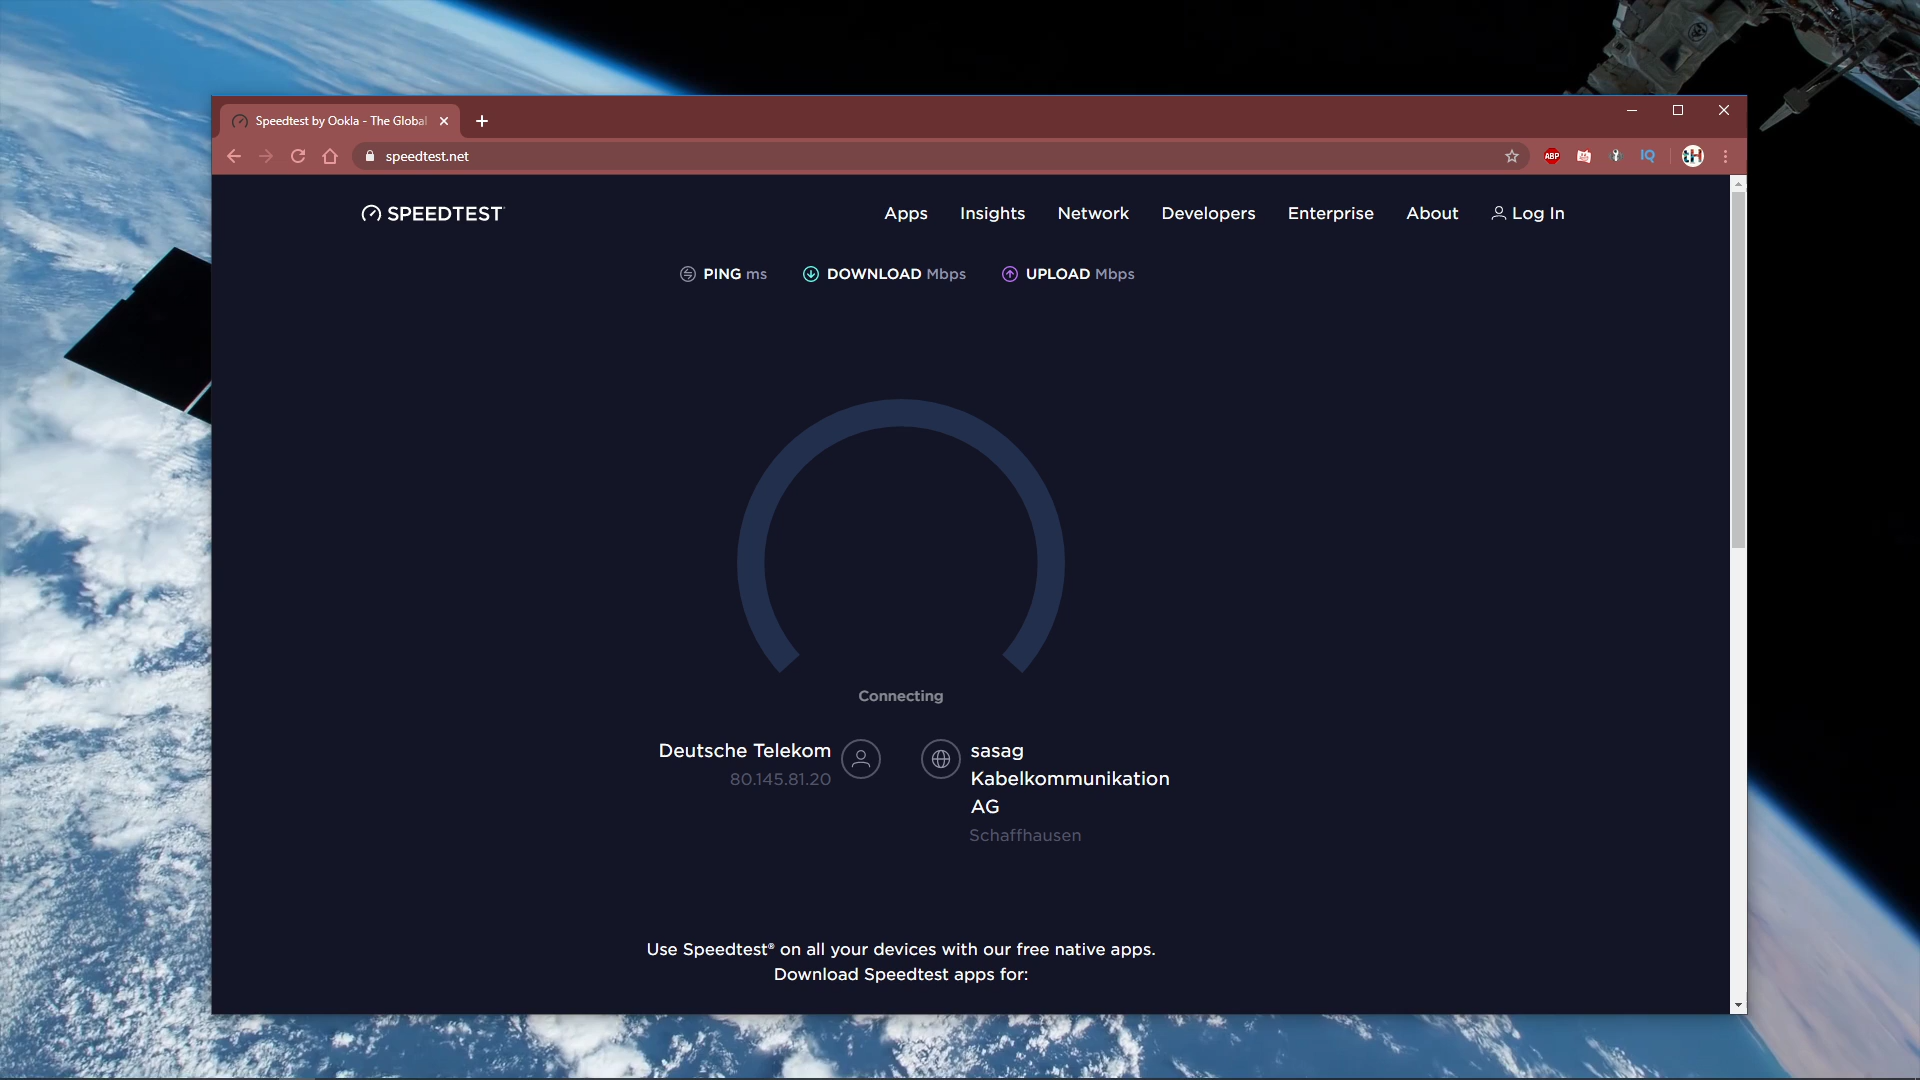 Speedtest by Ookla - The Global
speedtest.net
ABP
IQ
H
SPEEDTEST
Apps
Insights
Network
Developers
Enterprise
About
Log In
PING ms
DOWNLOAD Mbps
UPLOAD Mbps
Connecting
Deutsche Telekom
80.145.81.20
sasag
Kabelkommunikation
AG
Schaffhausen
Use Speedtest® on all your devices with our free native apps.
Download Speedtest apps for: